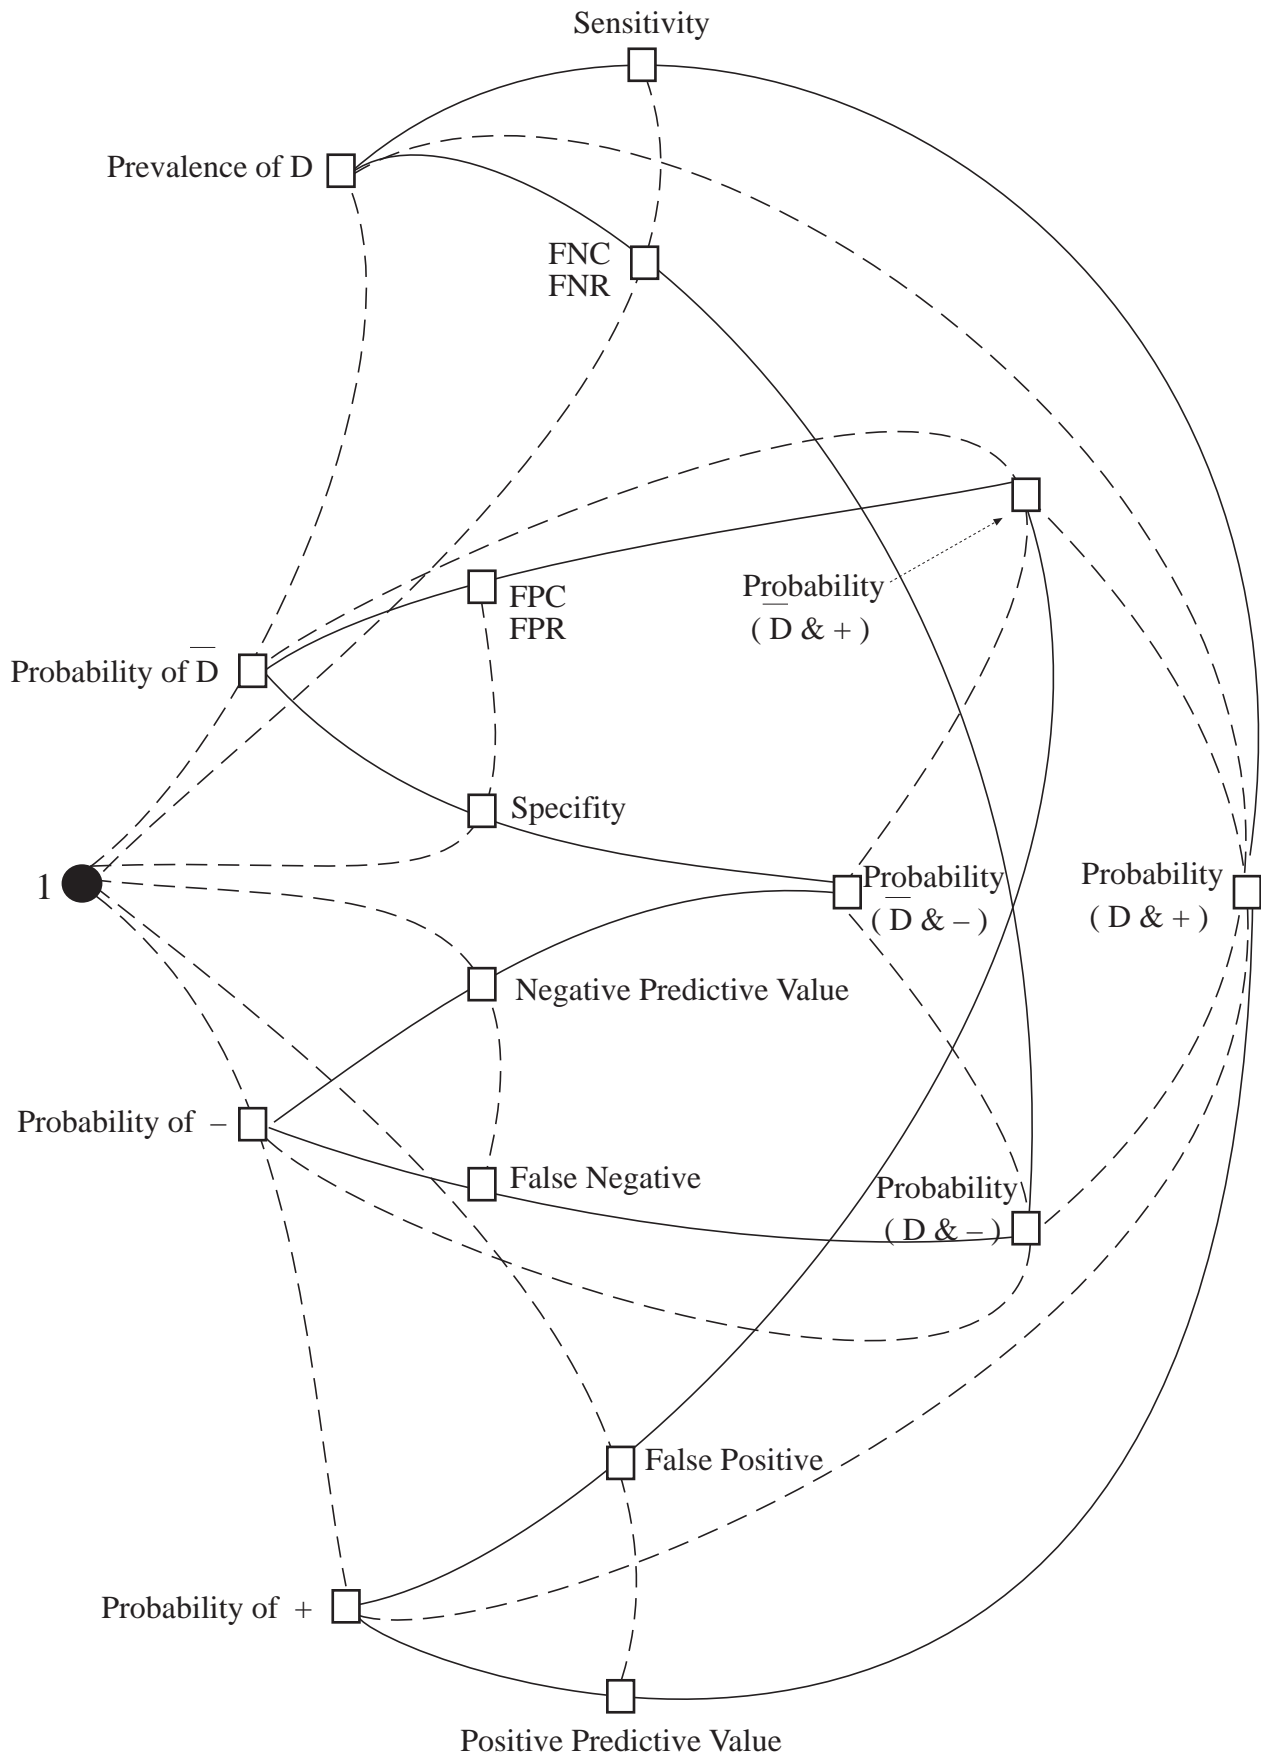 Sensitivity
Prevalence of D
FNC
FNR
Probability
( D̅ & + )
FPC
FPR
Probability of D̅
Specifity
1
Probability
( D̅ & – )
Probability
( D & + )
Negative Predictive Value
Probability of –
False Negative
Probability
( D & – )
False Positive
Probability of +
Positive Predictive Value